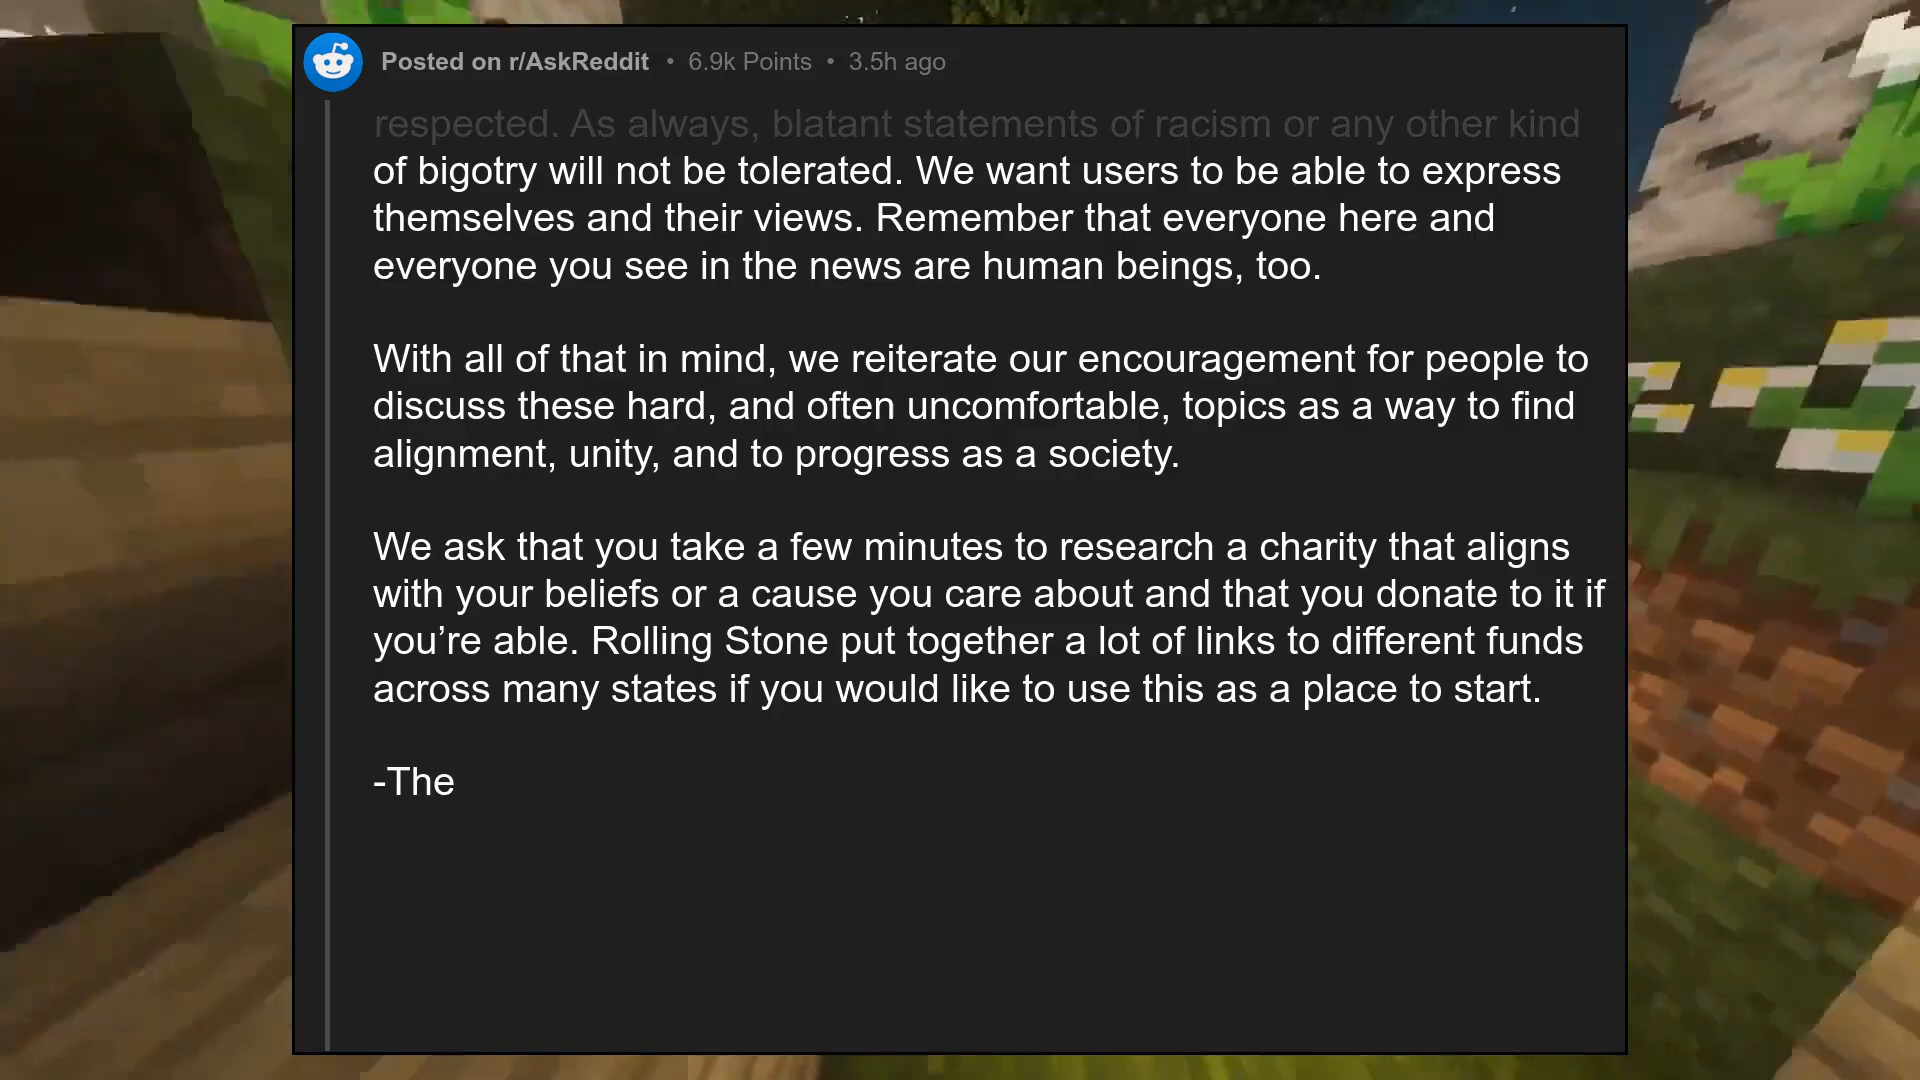 Posted on r/AskReddit • 6.9k Points • 3.5h ago
respected. As always, blatant statements of racism or any other kind
of bigotry will not be tolerated. We want users to be able to express
themselves and their views. Remember that everyone here and
everyone you see in the news are human beings, too.
With all of that in mind, we reiterate our encouragement for people to
discuss these hard, and often uncomfortable, topics as a way to find
alignment, unity, and to progress as a society.
We ask that you take a few minutes to research a charity that aligns
with your beliefs or a cause you care about and that you donate to it if
you’re able. Rolling Stone put together a lot of links to different funds
across many states if you would like to use this as a place to start.
-The